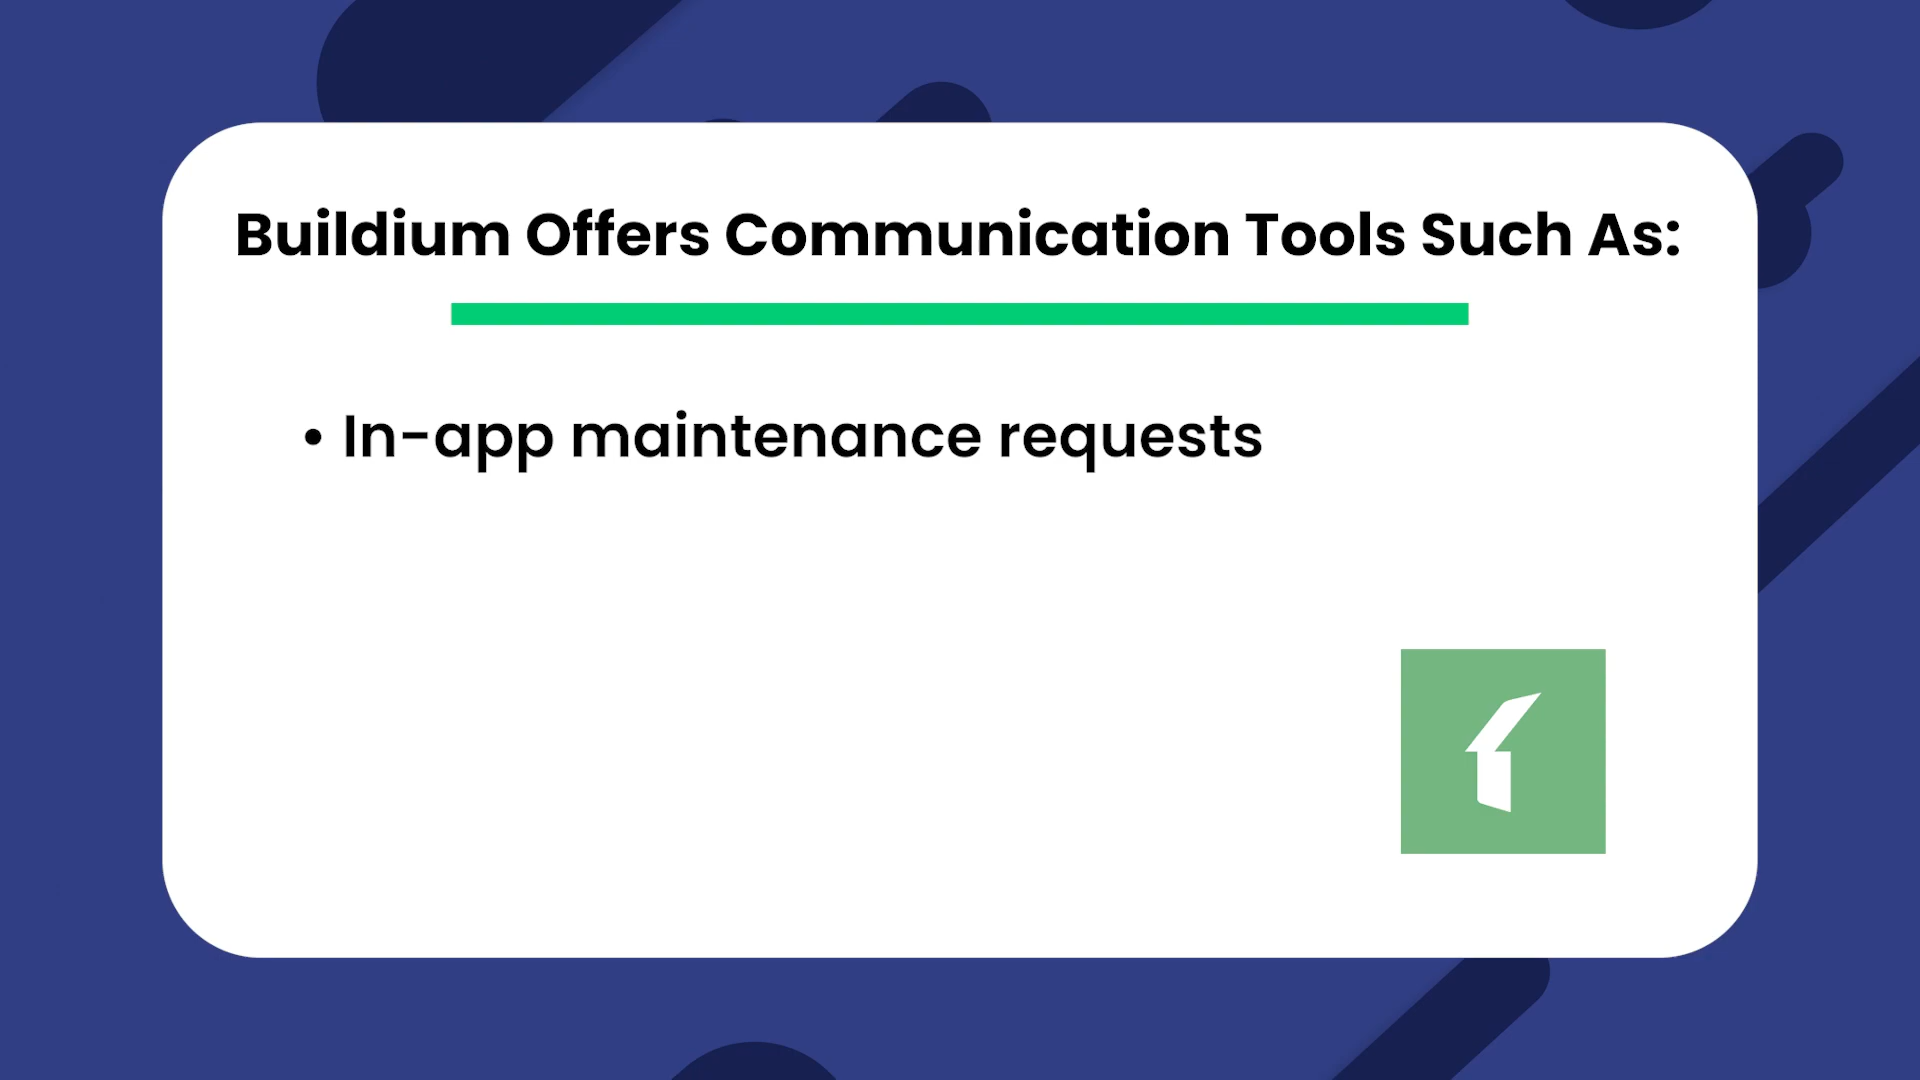 Buildium Offers Communication Tools Such As:
• In-app maintenance requests